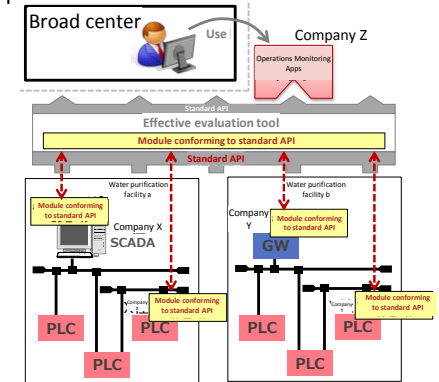 Broad center
Use
Company Z
Operations Monitoring
Apps
Standard API
Effective evaluation tool
Module conforming to standard API
Standard API
Water purification
facility a
Module conforming
to standard API
Company X
SCADA
Company
X
Module conforming
to standard API
PLC
PLC
PLC
Water purification
facility b
Company
Y
Module conforming
to standard API
GW
Company
Y
Module conforming
to standard API
PLC
PLC
PLC